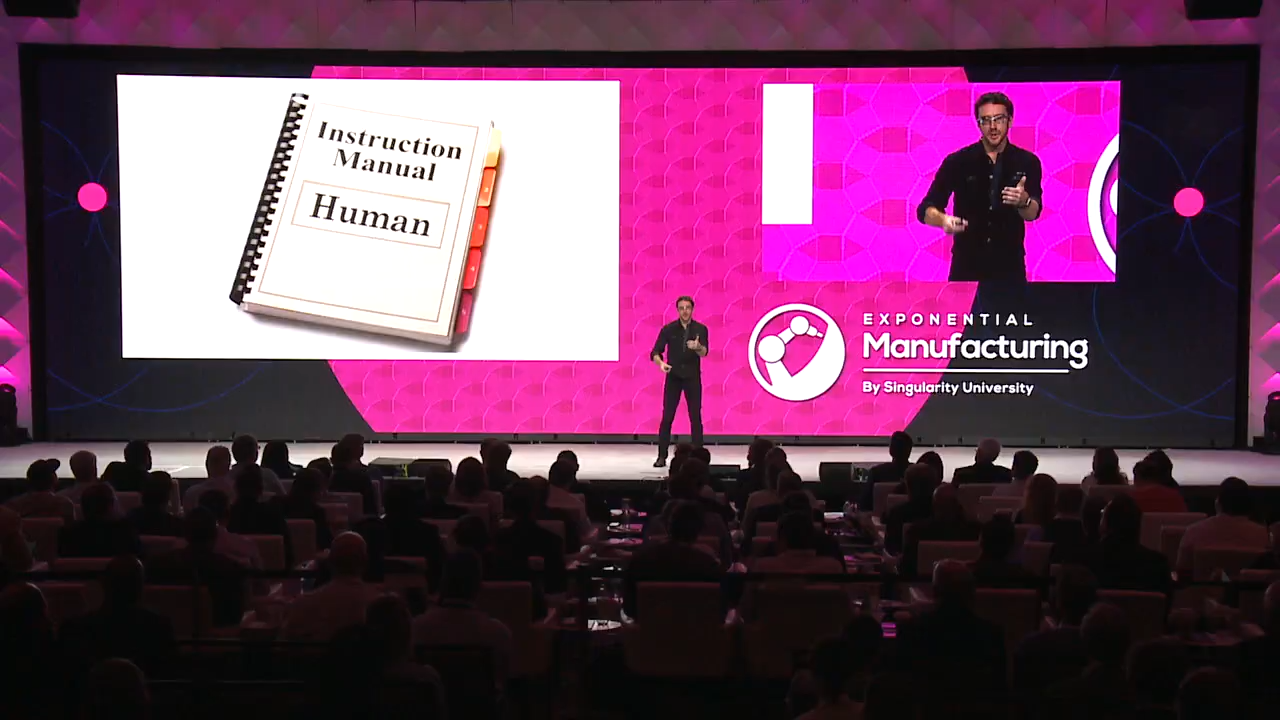 Instruction
Manual
Human
EXPONENTIAL
Manufacturing
By Singularity University